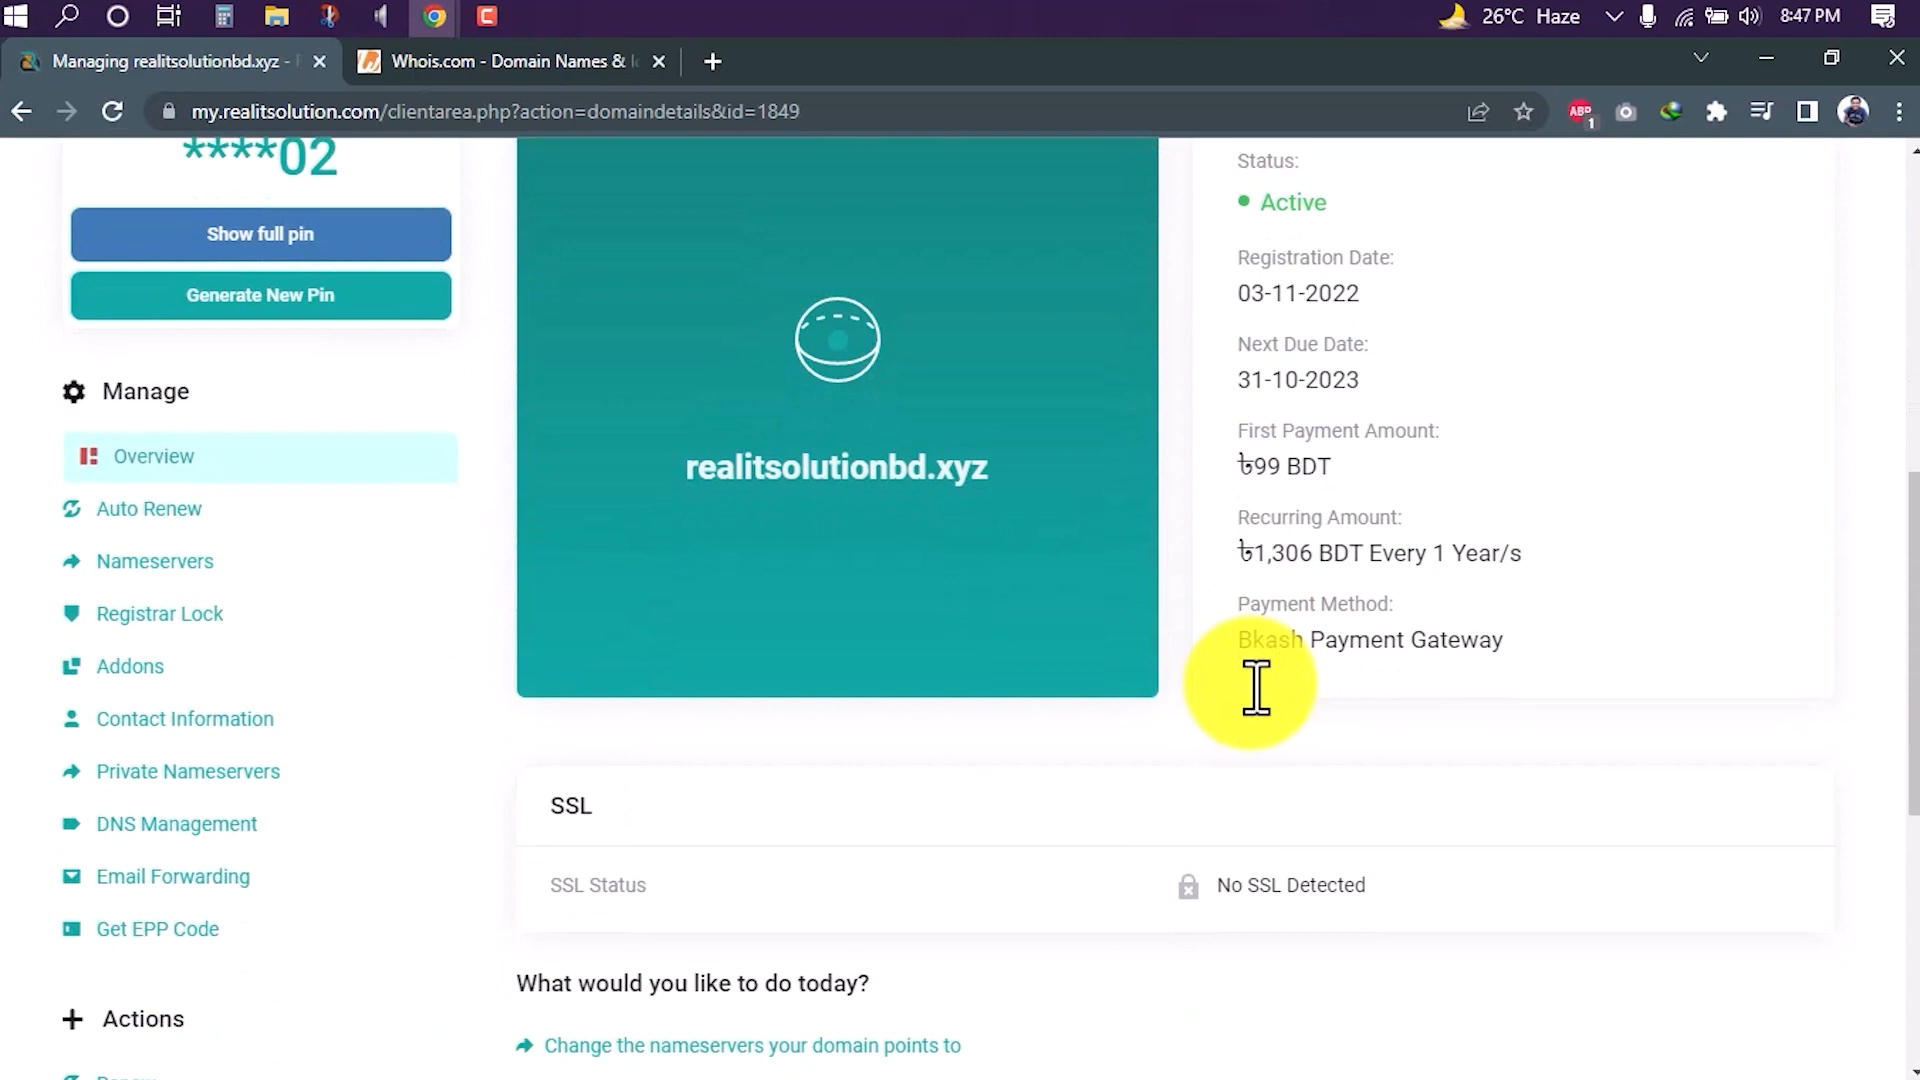 26°C Haze
8:47 PM
Managing realitsolutionbd.xyz -
Whois.com - Domain Names &
my.realitsolution.com/clientarea.php?action=domaindetails&id=1849
ABP
1
****02
Show full pin
Generate New Pin
Manage
Overview
Auto Renew
Nameservers
Registrar Lock
Addons
Contact Information
Private Nameservers
DNS Management
Email Forwarding
Get EPP Code
Actions
realitsolutionbd.xyz
Status:
Active
Registration Date:
03-11-2022
Next Due Date:
31-10-2023
First Payment Amount:
৳99 BDT
Recurring Amount:
৳1,306 BDT Every 1 Year/s
Payment Method:
Bkash Payment Gateway
SSL
SSL Status
No SSL Detected
What would you like to do today?
Change the nameservers your domain points to